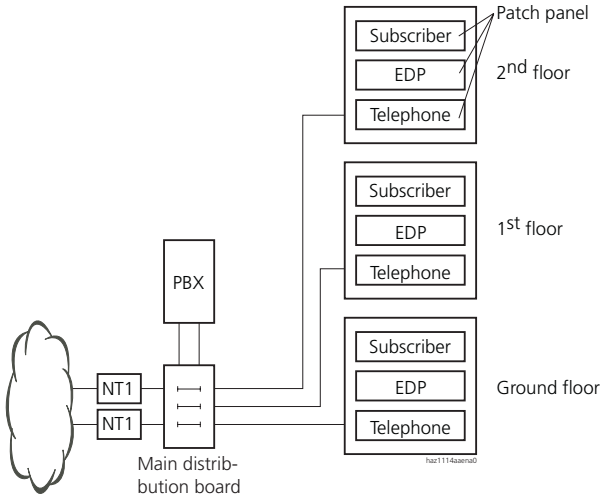 Patch panel
Subscriber
EDP
Telephone
2nd floor
Subscriber
EDP
Telephone
1st floor
PBX
Subscriber
EDP
Telephone
Ground floor
NT1
NT1
Main distrib-
bution board
haz1114aaena0